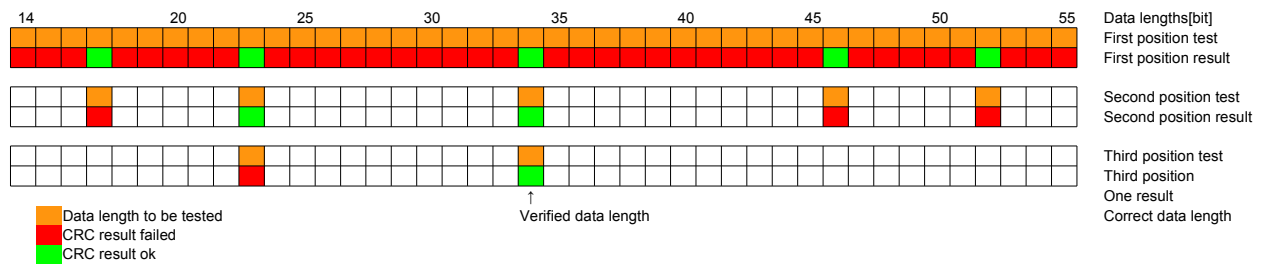 14 20 25 30 35 40 45 50 55 Data lengths[bit]
First position test
First position result
Second position test
Second position result
Third position test
Third position
One result
↑
Verified data length Correct data length
Data length to be tested
CRC result failed
CRC result ok